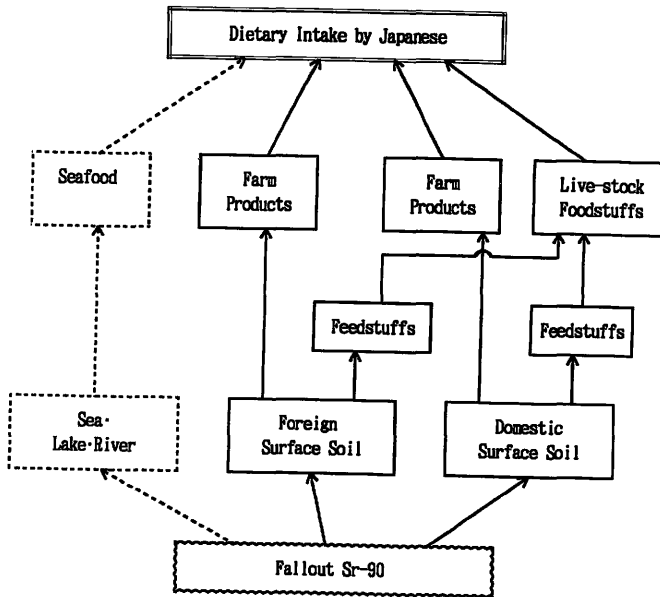 Dietary Intake by Japanese
Seafood
Farm
Products
Farm
Products
Live-stock
Foodstuffs
Feedstuffs
Feedstuffs
Sea·
Lake·River
Foreign
Surface Soil
Domestic
Surface Soil
Fallout Sr-90